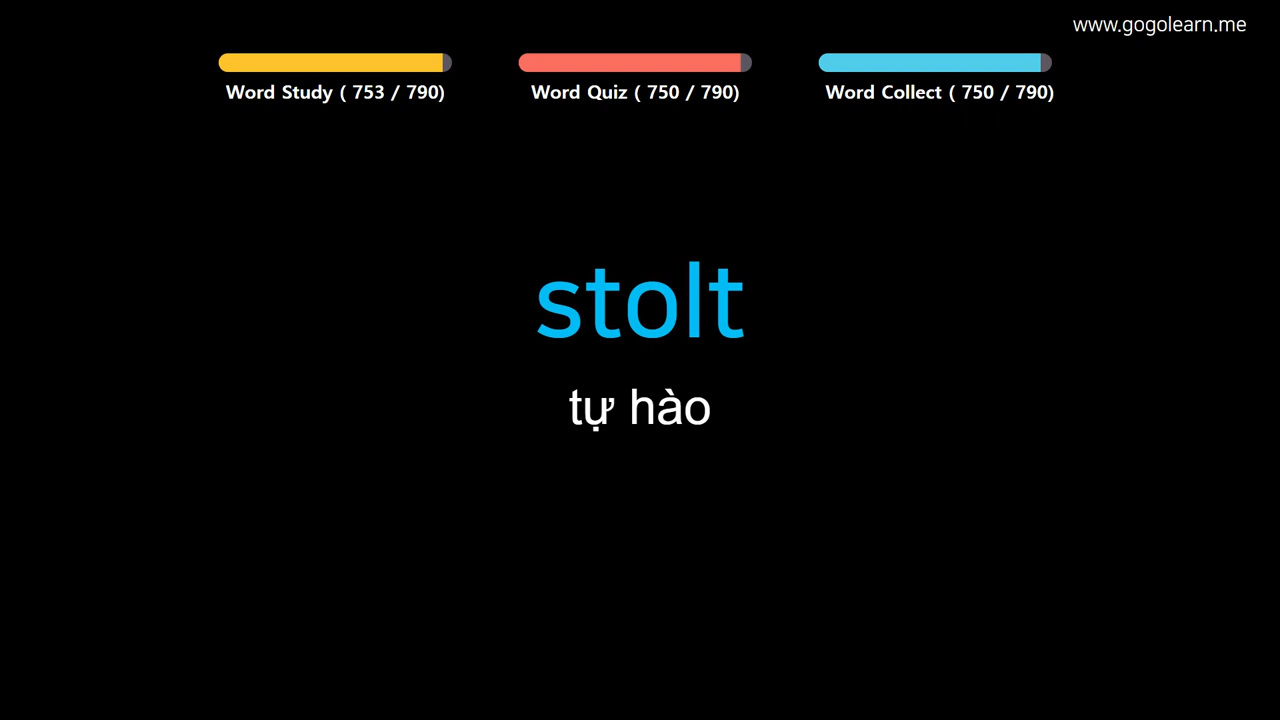 www.gogolearn.me
Word Study ( 753 / 790)
Word Quiz ( 750 / 790)
Word Collect ( 750 / 790)
stolt
tự hào